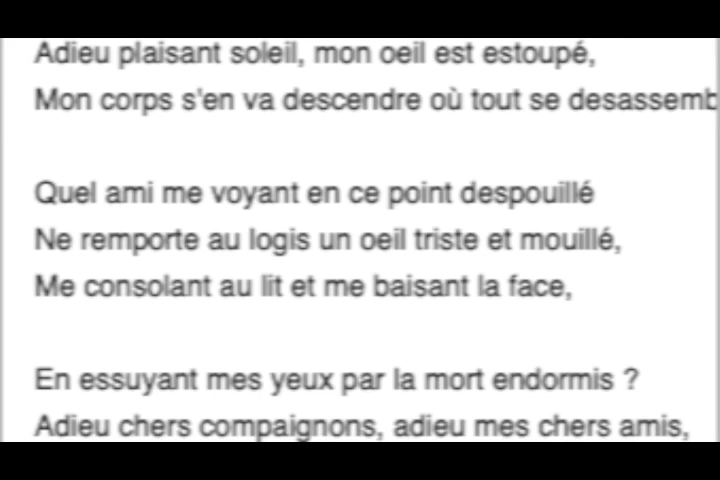 Adieu plaisant soleil, mon oeil est estoupé,
Mon corps s'en va descendre où tout se desassemb
Quel ami me voyant en ce point despouillé
Ne remporte au logis un oeil triste et mouillé,
Me consolant au lit et me baisant la face,
En essuyant mes yeux par la mort endormis ?
Adieu chers compaignons, adieu mes chers amis,